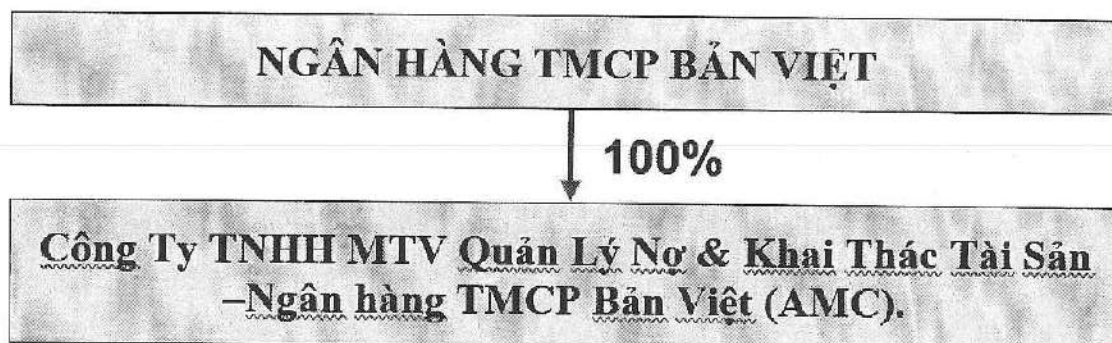 NGÂN HÀNG TMCP BẢN VIỆT
100%
Công Ty TNHH MTV Quản Lý Nợ & Khai Thác Tài Sản
–Ngân hàng TMCP Bản Việt (AMC).